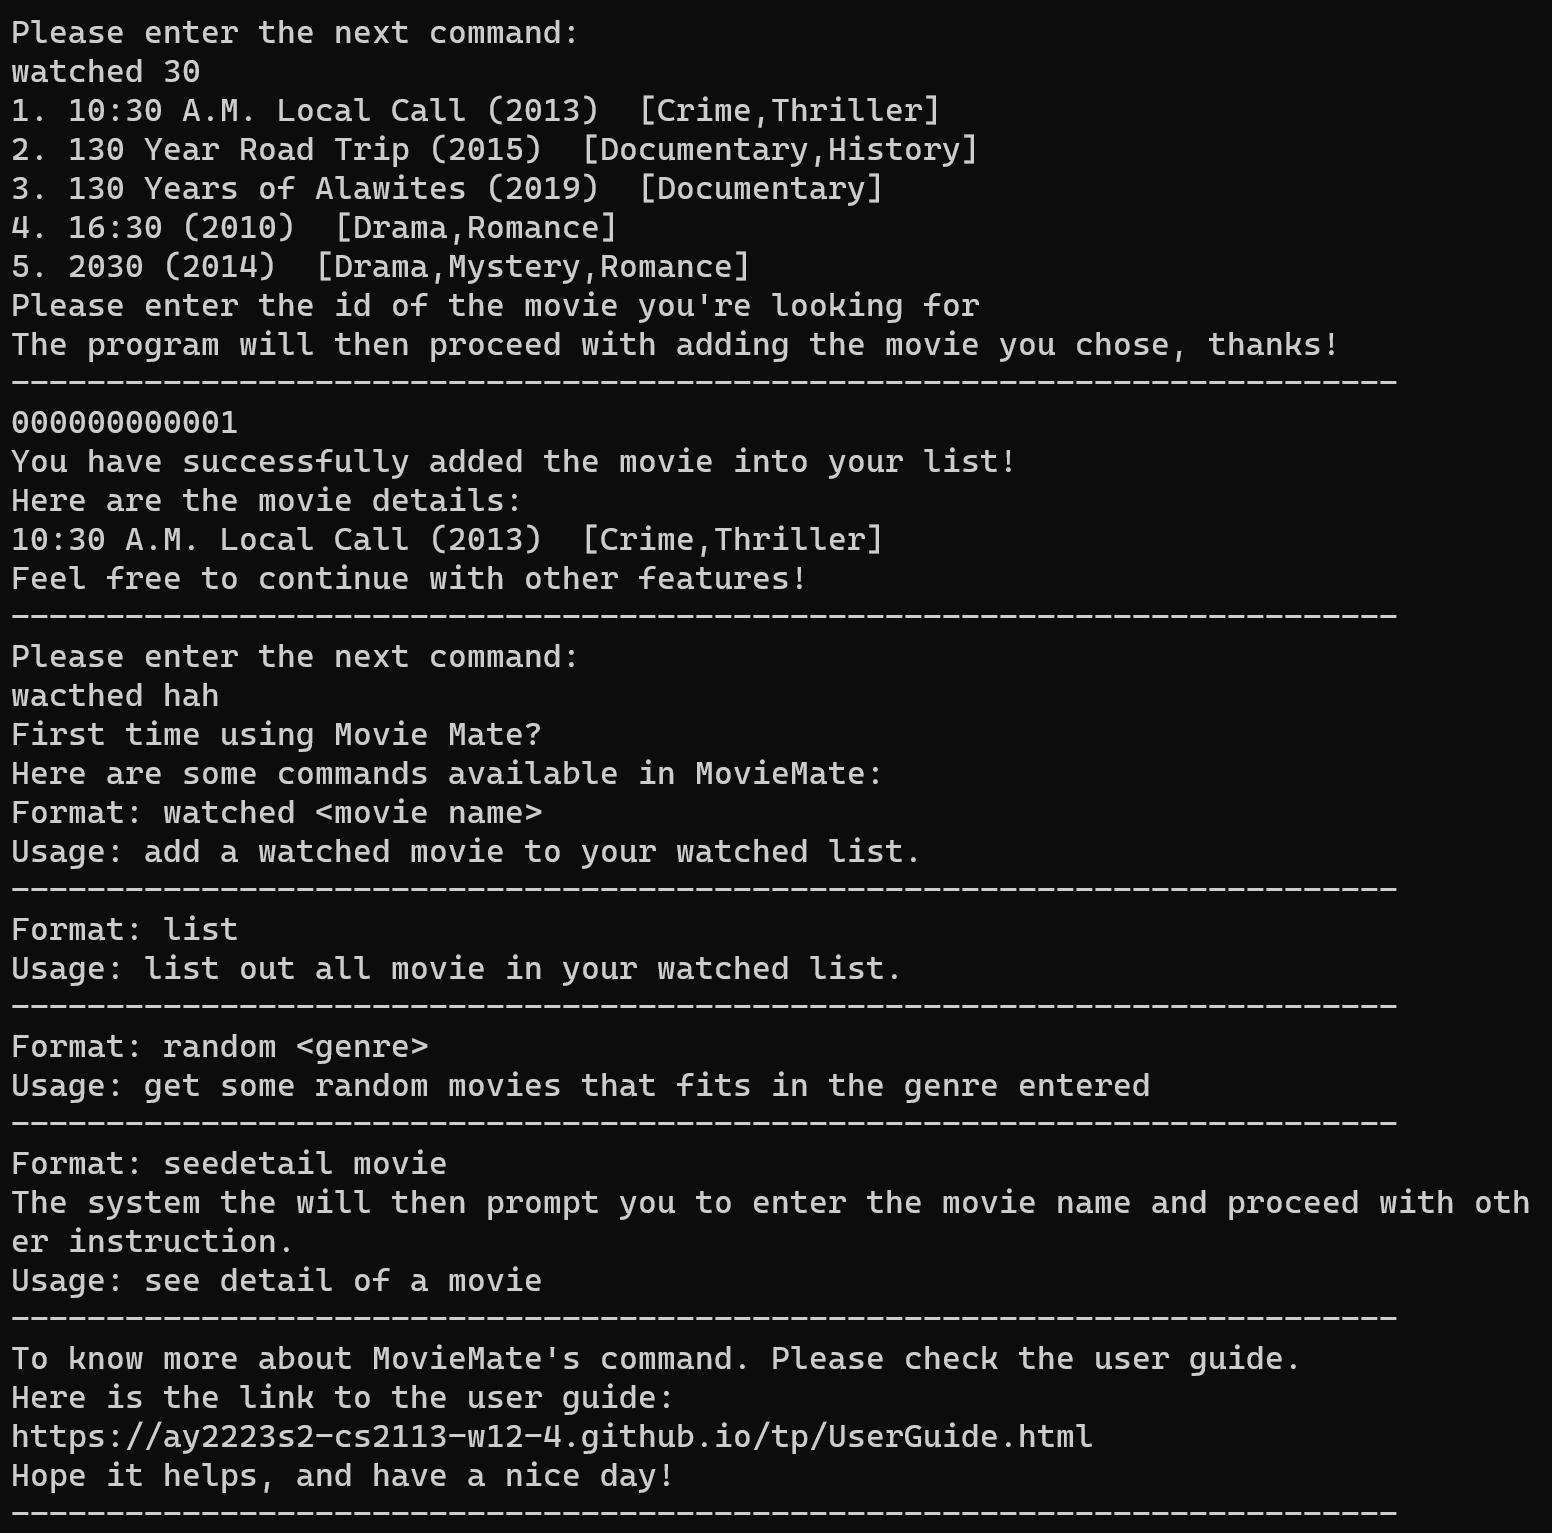 Please enter the next command:
watched 30
1. 10:30 A.M. Local Call (2013)  [Crime,Thriller]
2. 130 Year Road Trip (2015)  [Documentary,History]
3. 130 Years of Alawites (2019)  [Documentary]
4. 16:30 (2010)  [Drama,Romance]
5. 2030 (2014)  [Drama,Mystery,Romance]
Please enter the id of the movie you're looking for
The program will then proceed with adding the movie you chose, thanks!
-------------------------------------------------------------------------
000000000001
You have successfully added the movie into your list!
Here are the movie details:
10:30 A.M. Local Call (2013)  [Crime,Thriller]
Feel free to continue with other features!
-------------------------------------------------------------------------
Please enter the next command:
wacthed hah
First time using Movie Mate?
Here are some commands available in MovieMate:
Format: watched <movie name>
Usage: add a watched movie to your watched list.
-------------------------------------------------------------------------
Format: list
Usage: list out all movie in your watched list.
-------------------------------------------------------------------------
Format: random <genre>
Usage: get some random movies that fits in the genre entered
-------------------------------------------------------------------------
Format: seedetail movie
The system the will then prompt you to enter the movie name and proceed with oth
er instruction.
Usage: see detail of a movie
-------------------------------------------------------------------------
To know more about MovieMate's command. Please check the user guide.
Here is the link to the user guide:
https://ay2223s2-cs2113-w12-4.github.io/tp/UserGuide.html
Hope it helps, and have a nice day!
-------------------------------------------------------------------------